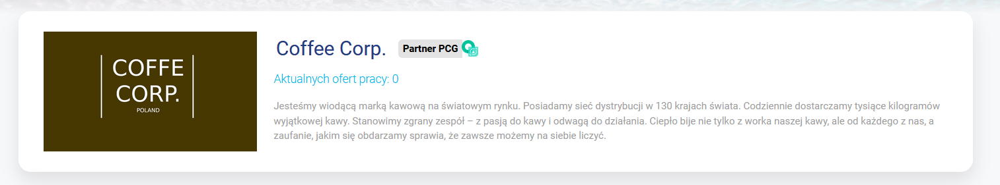 COFFE
CORP.
POLAND
Coffee Corp.
Partner PCG
Aktualnych ofert pracy: 0
Jesteśmy wiodącą marką kawową na światowym rynku. Posiadamy sieć dystrybucji w 130 krajach świata. Codziennie dostarczamy tysiące kilogramów
wyjątkowej kawy. Stanowimy zgrany zespół – z pasją do kawy i odwagą do działania. Ciepło bije nie tylko z worka naszej kawy, ale od każdego z nas, a
zaufanie, jakim się obdarzamy sprawia, że zawsze możemy na siebie liczyć.